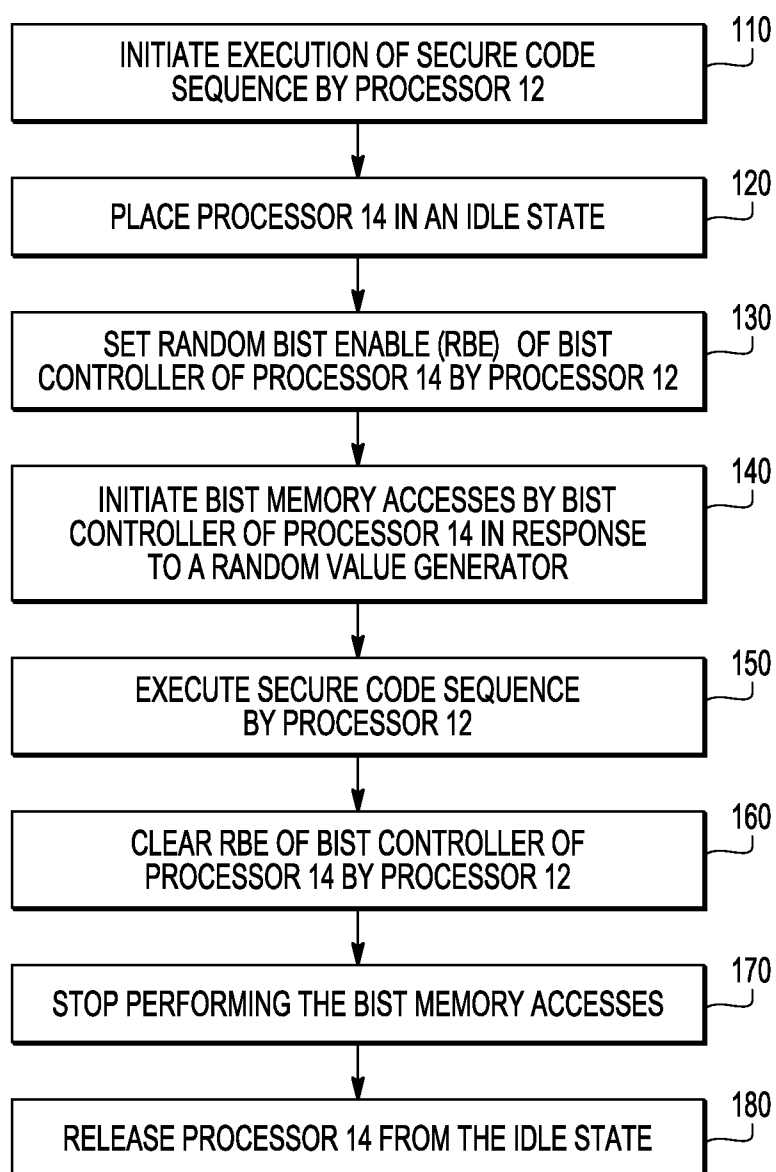 110
INITIATE EXECUTION OF SECURE CODE
SEQUENCE BY PROCESSOR 12
120
PLACE PROCESSOR 14 IN AN IDLE STATE
130
SET RANDOM BIST ENABLE (RBE) OF BIST
CONTROLLER OF PROCESSOR 14 BY PROCESSOR 12
140
INITIATE BIST MEMORY ACCESSES BY BIST
CONTROLLER OF PROCESSOR 14 IN RESPONSE
TO A RANDOM VALUE GENERATOR
150
EXECUTE SECURE CODE SEQUENCE
BY PROCESSOR 12
160
CLEAR RBE OF BIST CONTROLLER OF
PROCESSOR 14 BY PROCESSOR 12
170
STOP PERFORMING THE BIST MEMORY ACCESSES
180
RELEASE PROCESSOR 14 FROM THE IDLE STATE